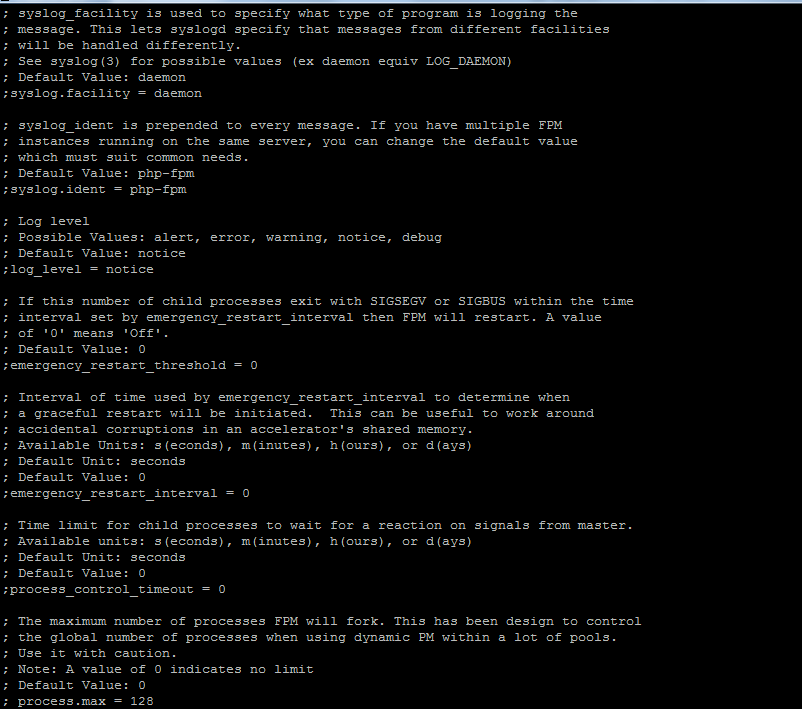 ; syslog_facility is used to specify what type of program is logging the
; message. This lets syslogd specify that messages from different facilities
; will be handled differently.
; See syslog(3) for possible values (ex daemon equiv LOG_DAEMON)
; Default Value: daemon
;syslog.facility = daemon

; syslog_ident is prepended to every message. If you have multiple FPM
; instances running on the same server, you can change the default value
; which must suit common needs.
; Default Value: php-fpm
;syslog.ident = php-fpm

; Log level
; Possible Values: alert, error, warning, notice, debug
; Default Value: notice
;log_level = notice

; If this number of child processes exit with SIGSEGV or SIGBUS within the time
; interval set by emergency_restart_interval then FPM will restart. A value
; of '0' means 'Off'.
; Default Value: 0
;emergency_restart_threshold = 0

; Interval of time used by emergency_restart_interval to determine when
; a graceful restart will be initiated.  This can be useful to work around
; accidental corruptions in an accelerator's shared memory.
; Available Units: s(econds), m(inutes), h(ours), or d(ays)
; Default Unit: seconds
; Default Value: 0
;emergency_restart_interval = 0

; Time limit for child processes to wait for a reaction on signals from master.
; Available units: s(econds), m(inutes), h(ours), or d(ays)
; Default Unit: seconds
; Default Value: 0
;process_control_timeout = 0

; The maximum number of processes FPM will fork. This has been design to control
; the global number of processes when using dynamic PM within a lot of pools.
; Use it with caution.
; Note: A value of 0 indicates no limit
; Default Value: 0
; process.max = 128